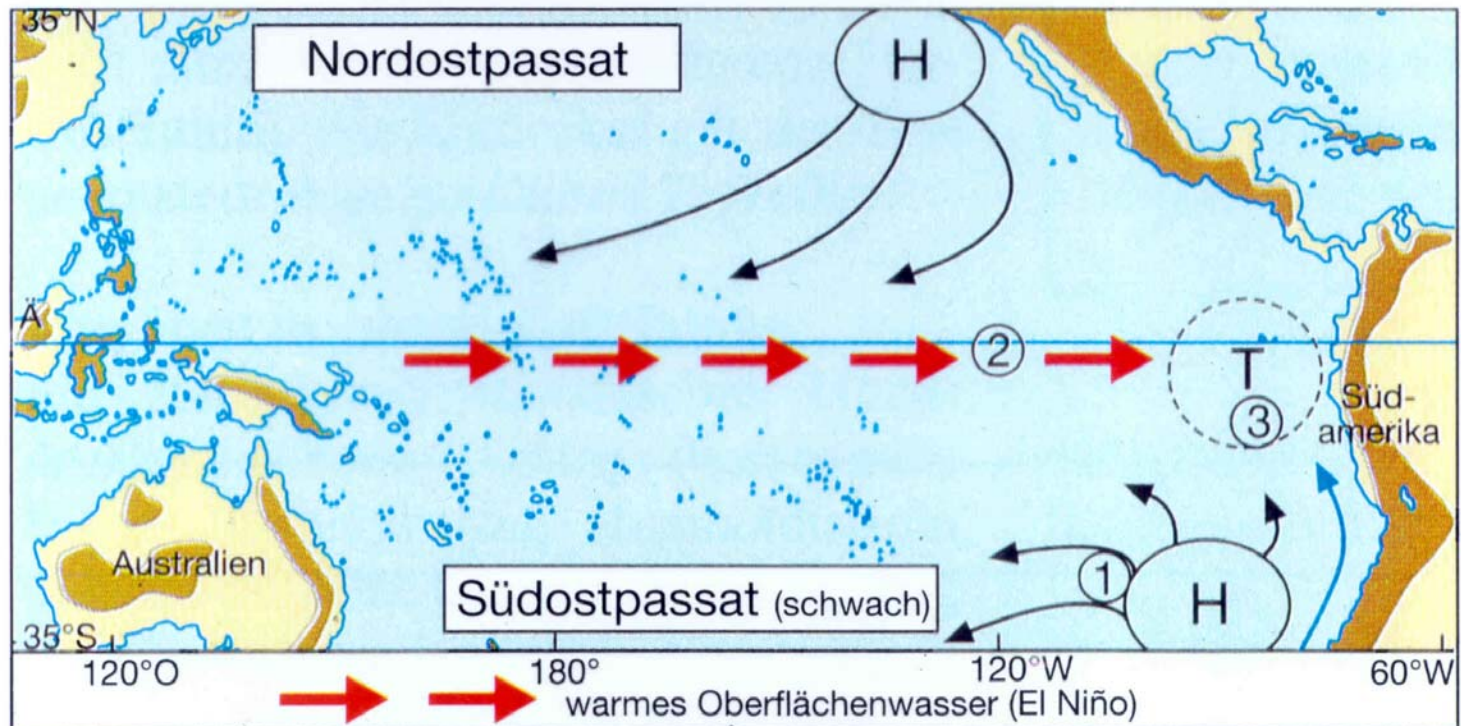 35°N
Nordostpassat
H
Ä
2
T
3
Süd-
amerika
Australien
1
H
Südostpassat (schwach)
35°S
120°O
180°
120°W
60°W
warmes Oberflächenwasser (El Niño)